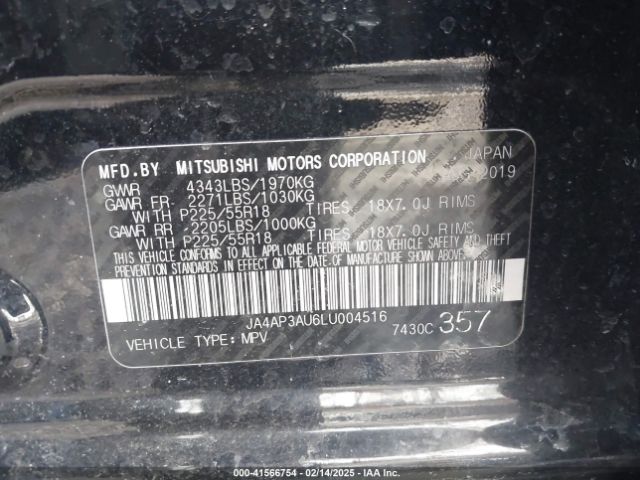 MFD.BY MITSUBISHI MOTORS CORPORATION JAPAN
GVWR 4343LBS/1970KG 2019
GAWR FR 2271LBS/1030KG
WITH P225/55R18 TIRES, 18X7.0J RIMS
GAWR RR 2205LBS/1000KG
WITH P225/55R18 TIRES, 18X7.0J RIMS
THIS VEHICLE CONFORMS TO ALL APPLICABLE FEDERAL MOTOR VEHICLE SAFETY AND THEFT
PREVENTION STANDARDS IN EFFECT ON THE DATE OF MANUFACTURE SHOWN ABOVE.
JA4AP3AU6LU004516
VEHICLE TYPE: MPV 7430C 357
000-41566754 - 02/14/2025 - IAA Inc.